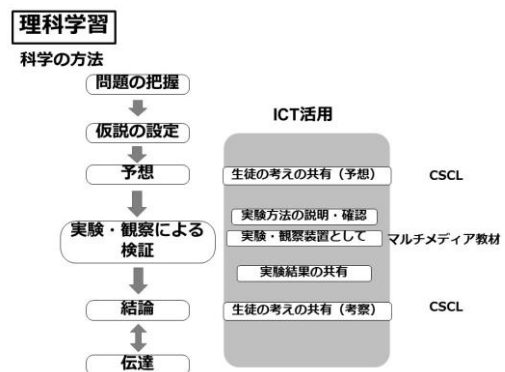 理科学習
科学の方法
問題の把握
仮説の設定
予想
実験・観察による
検証
結論
伝達
ICT活用
生徒の考えの共有（予想）
CSCL
実験方法の説明・確認
実験・観察装置として
マルチメディア教材
実験結果の共有
生徒の考えの共有（考察）
CSCL